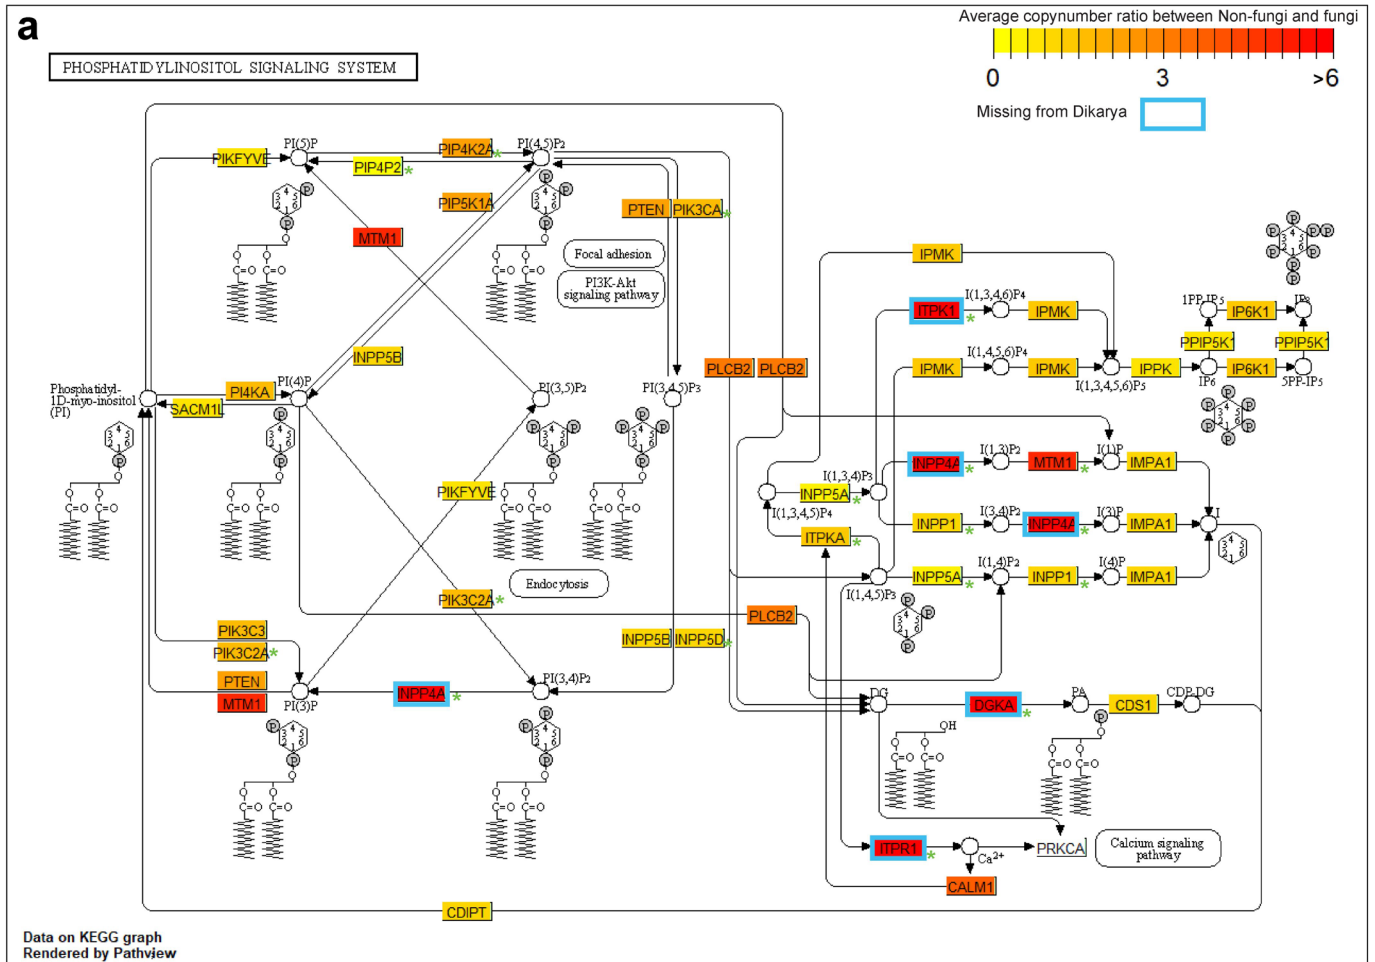 a
Average copynumber ratio between Non-fungi and fungi
0 3 >6
Missing from Dikarya
PHOSPHATIDYLINOSITOL SIGNALING SYSTEM
PIKFYVE
PI(5)P
PIP4K2A*
PIP4P2*
PI(4,5)P2
PIP5K1A
PTEN
PIK3CA*
MTM1
Focal adhesion
PI3K-Akt
signaling pathway
INPP5B
PLCB2
PLCB2
Phosphatidyl-
1D-myo-inositol
(PI)
PI4KA
SACM1L
PI(4)P
PI(3,5)P2
PI(3,4,5)P3
PIKFYVE
Endocytosis
PIK3C2A*
PLCB2
INPP5B
INPP5D*
PIK3C3
PIK3C2A*
PTEN
MTM1
PI(3)P
INPP4A*
PI(3,4)P2
IPMK
ITPK1*
I(1,3,4,6)P4
IPMK
1PP-IP5
IP6K1
PPIP5K1
PPIP5K1
IPMK
I(1,4,5,6)P4
IPMK
I(1,3,4,5,6)P5
IPPK
IP6
IP6K1
5PP-IP5
INPP4A*
I(1,3)P2
MTM1*
I(1)P
IMPA1
I(1,3,4)P3
INPP5A*
I(1,3,4,5)P4
INPP1*
I(3,4)P2
INPP4A*
I(3)P
IMPA1
I
ITPKA*
I(1,4,5)P3
INPP5A*
I(1,4)P2
INPP1*
I(4)P
IMPA1
DG
DGKA*
PA
CDS1
CDP-DG
OH
ITPR1*
Ca2+
PRKCA
Calcium signaling
pathway
CALM1
CDIPT
Data on KEGG graph
Rendered by Pathview